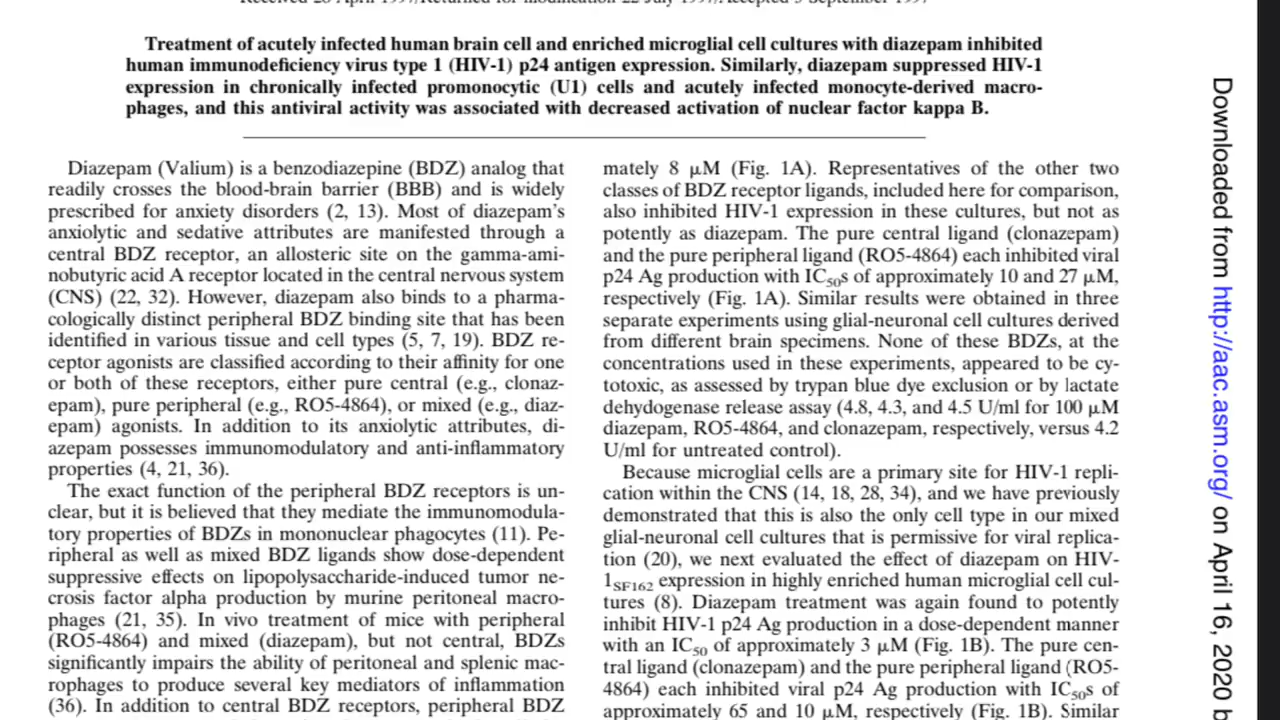 Received 28 April 1997/Returned for modification 22 July 1997/Accepted 5 September 1997
Treatment of acutely infected human brain cell and enriched microglial cell cultures with diazepam inhibited
human immunodeficiency virus type 1 (HIV-1) p24 antigen expression. Similarly, diazepam suppressed HIV-1
expression in chronically infected promonocytic (U1) cells and acutely infected monocyte-derived macro-
phages, and this antiviral activity was associated with decreased activation of nuclear factor kappa B.
Diazepam (Valium) is a benzodiazepine (BDZ) analog that
readily crosses the blood-brain barrier (BBB) and is widely
prescribed for anxiety disorders (2, 13). Most of diazepam's
anxiolytic and sedative attributes are manifested through a
central BDZ receptor, an allosteric site on the gamma-ami-
nobutyric acid A receptor located in the central nervous system
(CNS) (22, 32). However, diazepam also binds to a pharma-
cologically distinct peripheral BDZ binding site that has been
identified in various tissue and cell types (5, 7, 19). BDZ re-
ceptor agonists are classified according to their affinity for one
or both of these receptors, either pure central (e.g., clonaz-
epam), pure peripheral (e.g., RO5-4864), or mixed (e.g., diaz-
epam) agonists. In addition to its anxiolytic attributes, di-
azepam possesses immunomodulatory and anti-inflammatory
properties (4, 21, 36).
The exact function of the peripheral BDZ receptors is un-
clear, but it is believed that they mediate the immunomodula-
tory properties of BDZs in mononuclear phagocytes (11). Pe-
ripheral as well as mixed BDZ ligands show dose-dependent
suppressive effects on lipopolysaccharide-induced tumor ne-
crosis factor alpha production by murine peritoneal macro-
phages (21, 35). In vivo treatment of mice with peripheral
(RO5-4864) and mixed (diazepam), but not central, BDZs
significantly impairs the ability of peritoneal and splenic mac-
rophages to produce several key mediators of inflammation
(36). In addition to central BDZ receptors, peripheral BDZ
mately 8 μM (Fig. 1A). Representatives of the other two
classes of BDZ receptor ligands, included here for comparison,
also inhibited HIV-1 expression in these cultures, but not as
potently as diazepam. The pure central ligand (clonazepam)
and the pure peripheral ligand (RO5-4864) each inhibited viral
p24 Ag production with IC50s of approximately 10 and 27 μM,
respectively (Fig. 1A). Similar results were obtained in three
separate experiments using glial-neuronal cell cultures derived
from different brain specimens. None of these BDZs, at the
concentrations used in these experiments, appeared to be cy-
totoxic, as assessed by trypan blue dye exclusion or by lactate
dehydrogenase release assay (4.8, 4.3, and 4.5 U/ml for 100 μM
diazepam, RO5-4864, and clonazepam, respectively, versus 4.2
U/ml for untreated control).
Because microglial cells are a primary site for HIV-1 repli-
cation within the CNS (14, 18, 28, 34), and we have previously
demonstrated that this is also the only cell type in our mixed
glial-neuronal cell cultures that is permissive for viral replica-
tion (20), we next evaluated the effect of diazepam on HIV-
1SF162 expression in highly enriched human microglial cell cul-
tures (8). Diazepam treatment was again found to potently
inhibit HIV-1 p24 Ag production in a dose-dependent manner
with an IC50 of approximately 3 μM (Fig. 1B). The pure cen-
tral ligand (clonazepam) and the pure peripheral ligand (RO5-
4864) each inhibited viral p24 Ag production with IC50s of
approximately 65 and 10 μM, respectively (Fig. 1B). Similar
Downloaded from http://aac.asm.org/ on April 16, 2020 b